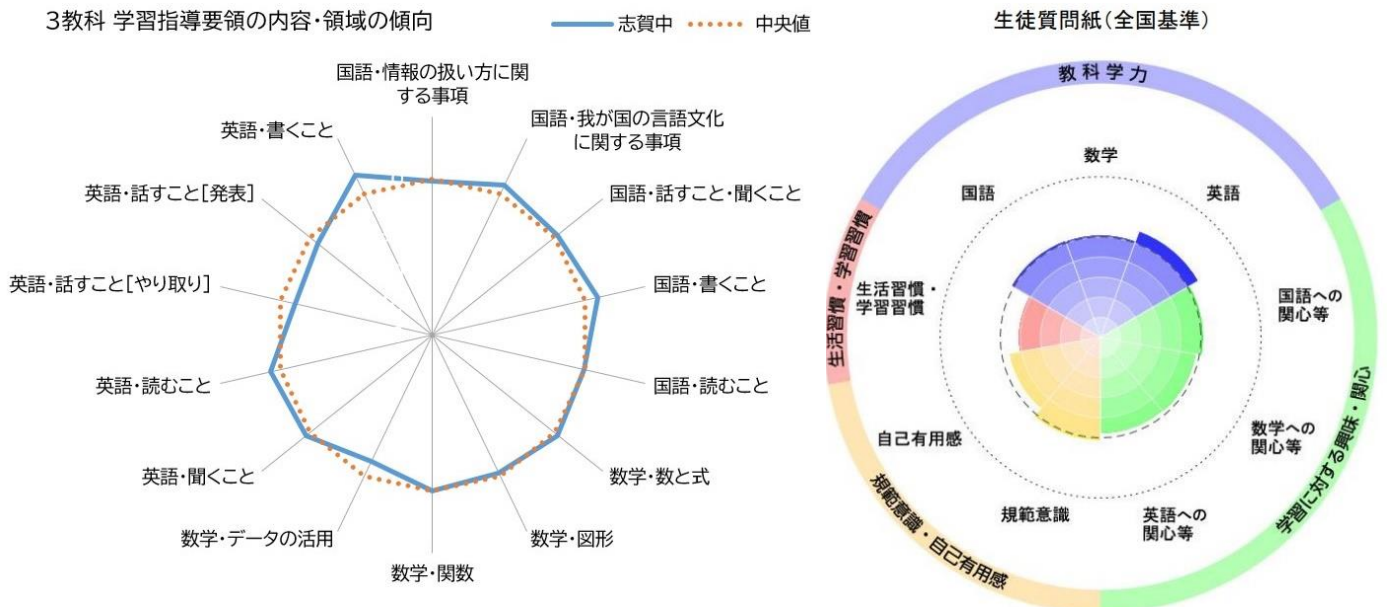 3教科 学習指導要領の内容・領域の傾向
志賀中
中央値
国語・情報の扱い方に関
する事項
国語・我が国の言語文化
に関する事項
国語・話すこと・聞くこと
国語・書くこと
国語・読むこと
数学・数と式
数学・図形
数学・関数
数学・データの活用
英語・聞くこと
英語・読むこと
英語・話すこと[やり取り]
英語・話すこと[発表]
英語・書くこと
生徒質問紙(全国基準)
教科学力
数学
国語
英語
生活習慣・学習習慣
生活習慣・
学習習慣
国語への
関心等
数学への
関心等
学習に対する興味・関心
自己有用感
規範意識
英語への
関心等
規範意識・自己有用感